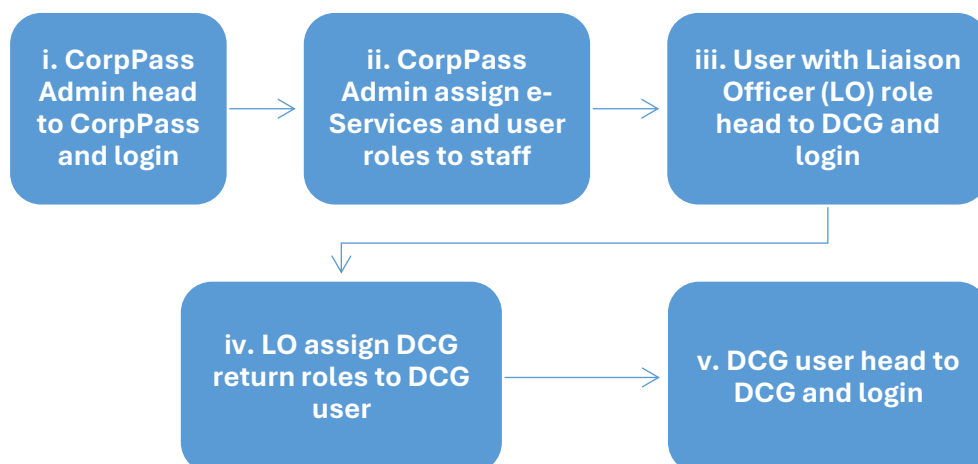 i. CorpPass
Admin head
to CorpPass
and login
ii. CorpPass
Admin assign e-
Services and user
roles to staff
iii. User with Liaison
Officer (LO) role
head to DCG and
login
iv. LO assign DCG
return roles to DCG
user
v. DCG user head to
DCG and login